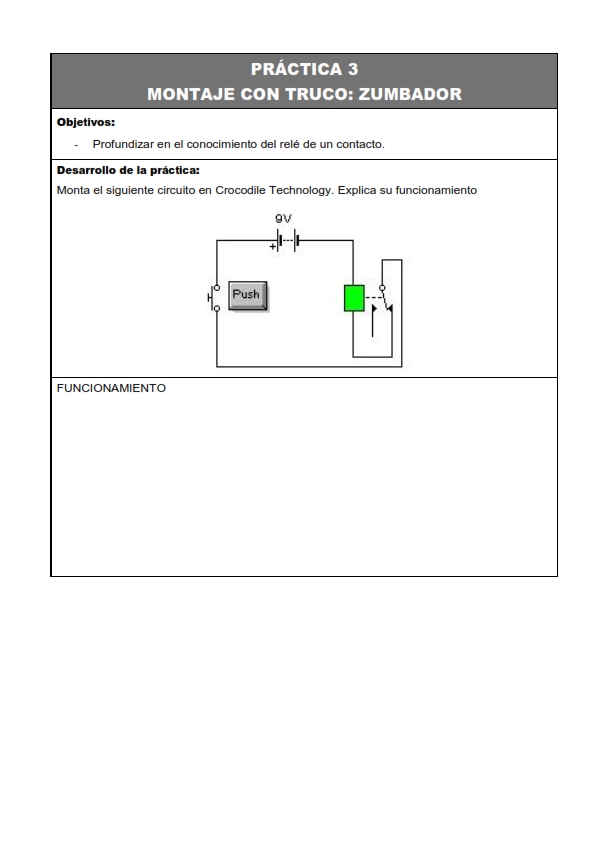 PRÁCTICA 3
MONTAJE CON TRUCO: ZUMBADOR
Objetivos:
- Profundizar en el conocimiento del relé de un contacto.
Desarrollo de la práctica:
Monta el siguiente circuito en Crocodile Technology. Explica su funcionamiento
9V
+
Push
FUNCIONAMIENTO